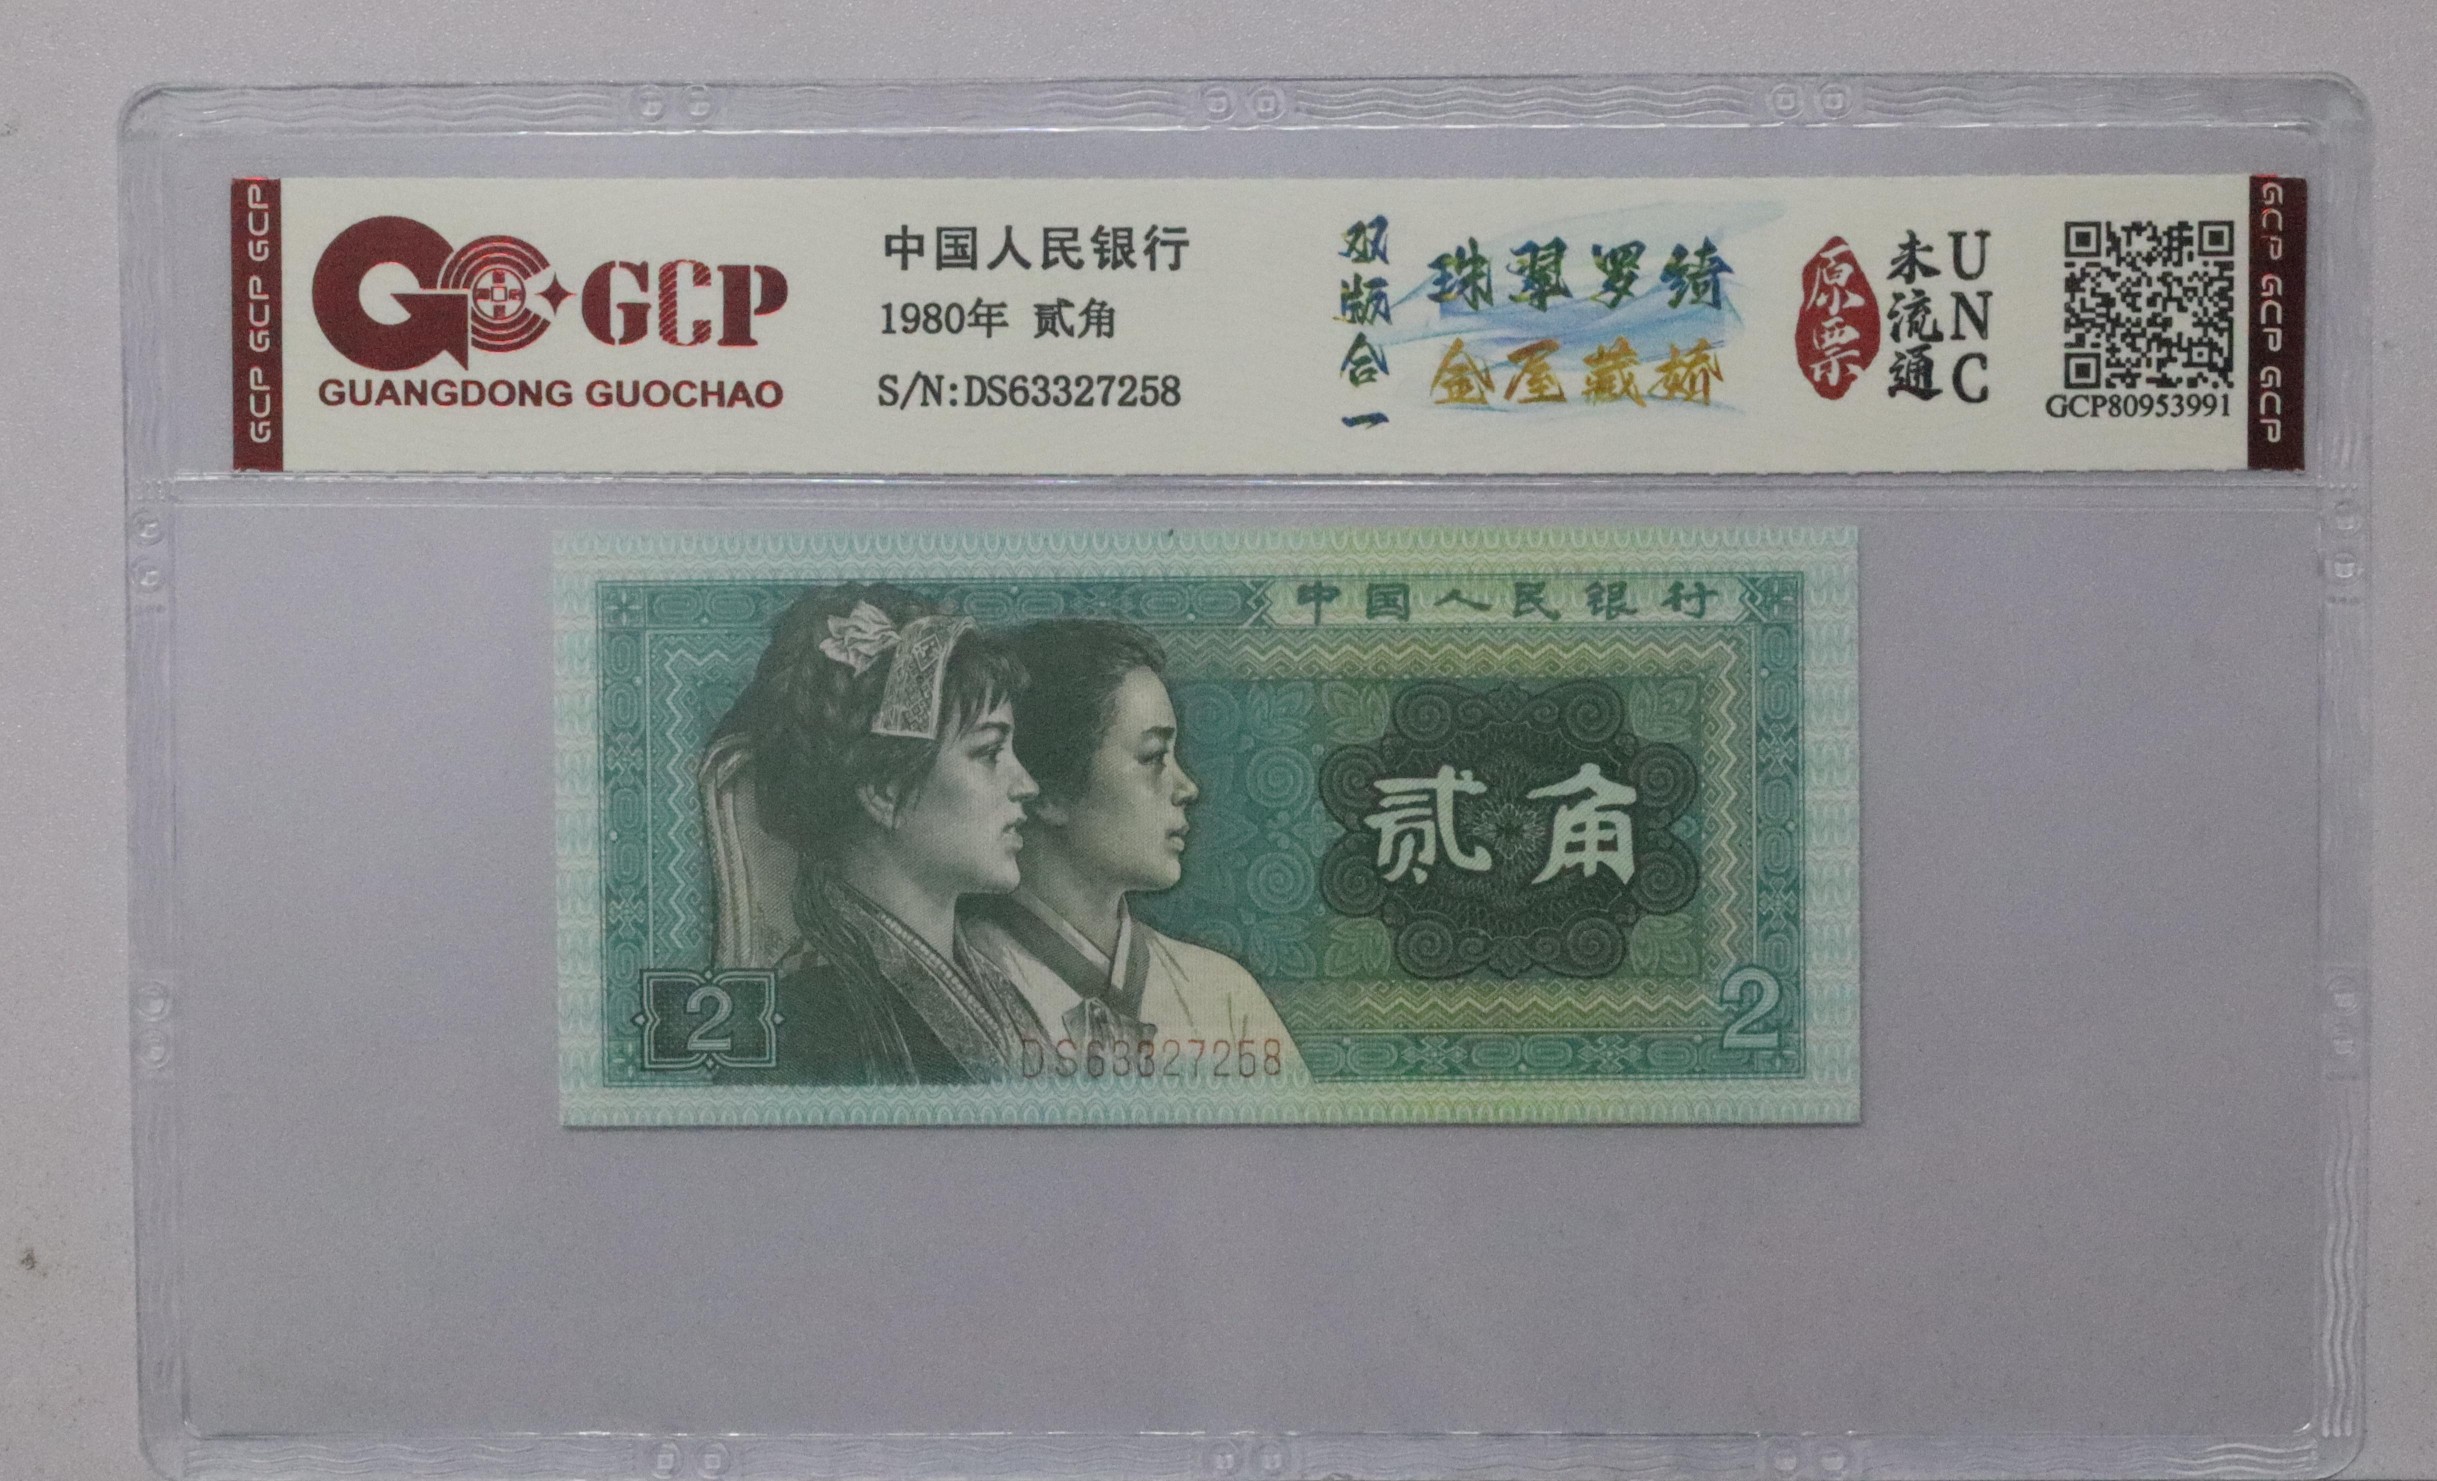 GCP GCP GCP
GCP
GUANGDONG GUOCHAO
中国人民银行
1980年 贰角
S/N:DS63327258
双版合一
珠翠罗绮
金屋藏娇
原票
未流通
UNC
GCP80953991
GCP GCP GCP
中国人民银行
贰角
2
2
DS63327258